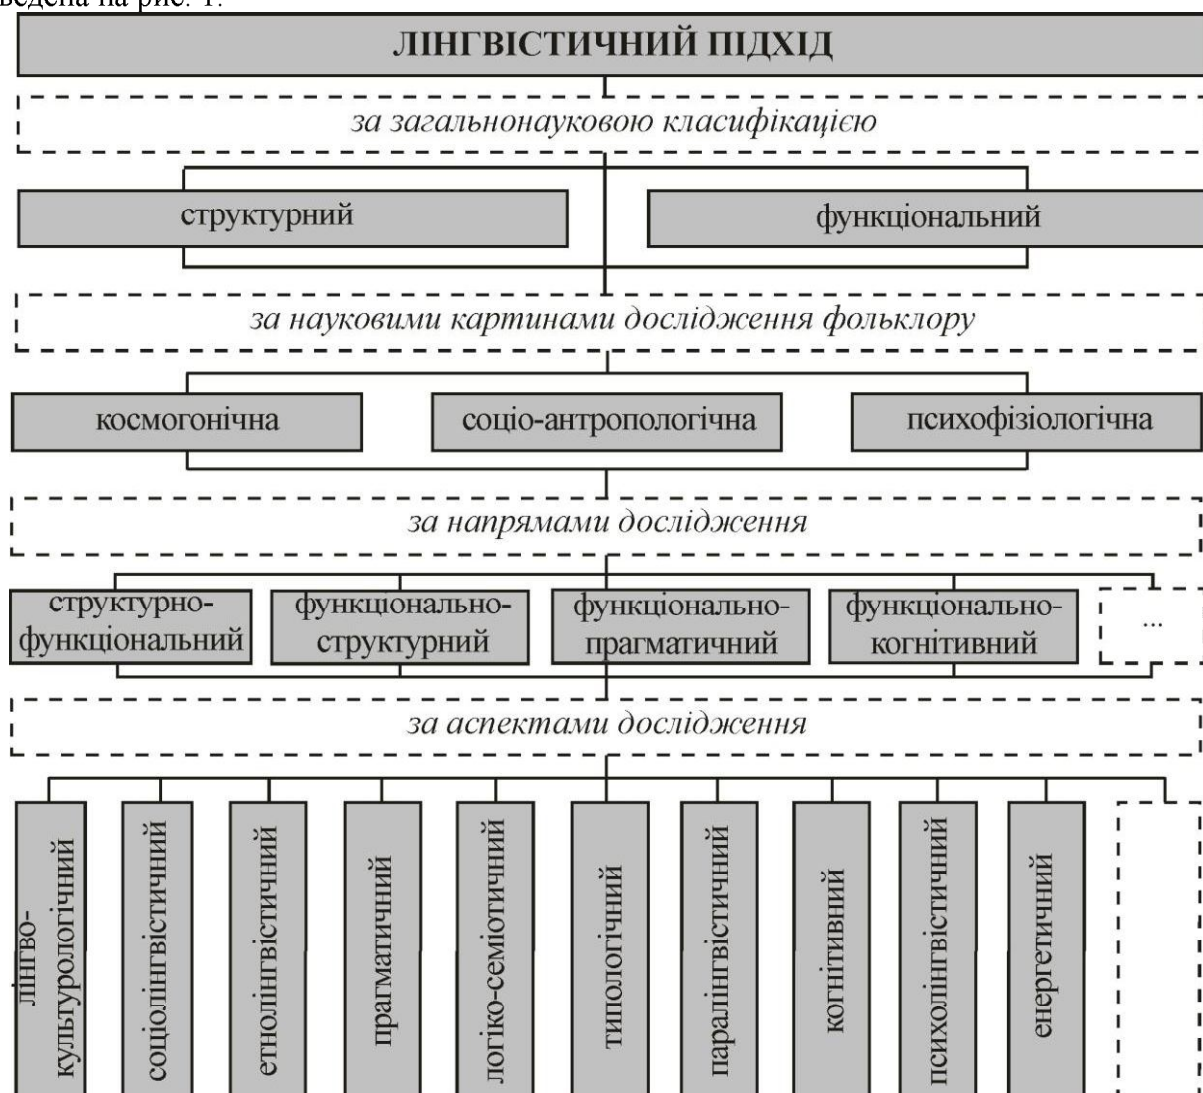 ведена на рис. 1.
ЛІНГВІСТИЧНИЙ ПІДХІД
за загальнонауковою класифікацією
структурний
функціональний
за науковими картинами дослідження фольклору
космогонічна
соціо-антропологічна
психофізіологічна
за напрямами дослідження
структурно-
функціональний
функціонально-
структурний
функціонально-
прагматичний
функціонально-
когнітивний
...
за аспектами дослідження
лінгво-
культурологічний
соціолінгвістичний
етнолінгвістичний
прагматичний
логіко-семіотичний
типологічний
паралінгвістичний
когнітивний
психолінгвістичний
енергетичний